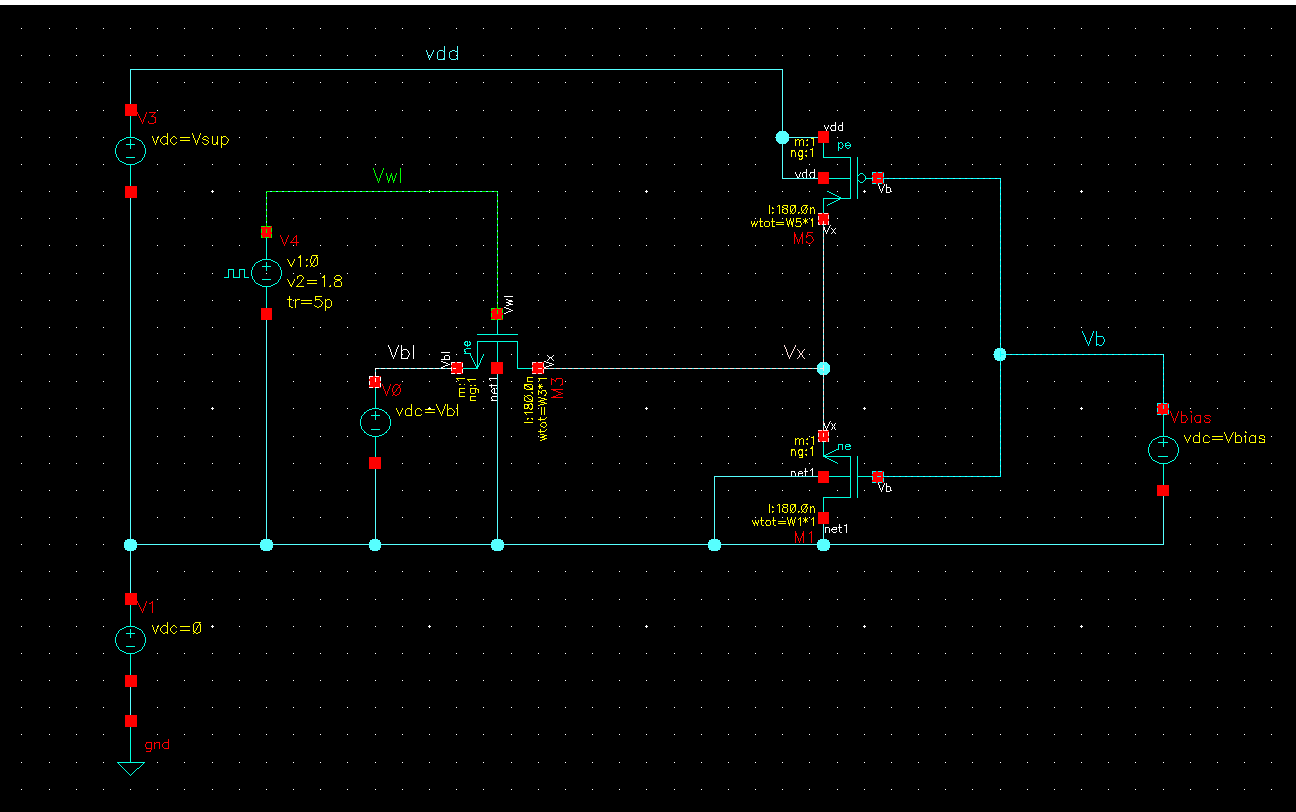 vdd
V3
vdc=Vsup
vdd
m:1
ng:1
pe
vdd
Vb
l:180.0n
wtot=W5*1
M5
Vx
Vwl
V4
v1:0
v2=1.8
tr=5p
Vwl
ne
Vbl
Vbl
m:1
ng:1
net1
Vx
l:180.0n
wtot=W3*1
M3
V0
vdc=Vbl
Vx
Vb
Vx
m:1
ng:1
ne
net1
Vb
l:180.0n
wtot=W1*1
M1
net1
Vbias
vdc=Vbias
V1
vdc=0
gnd